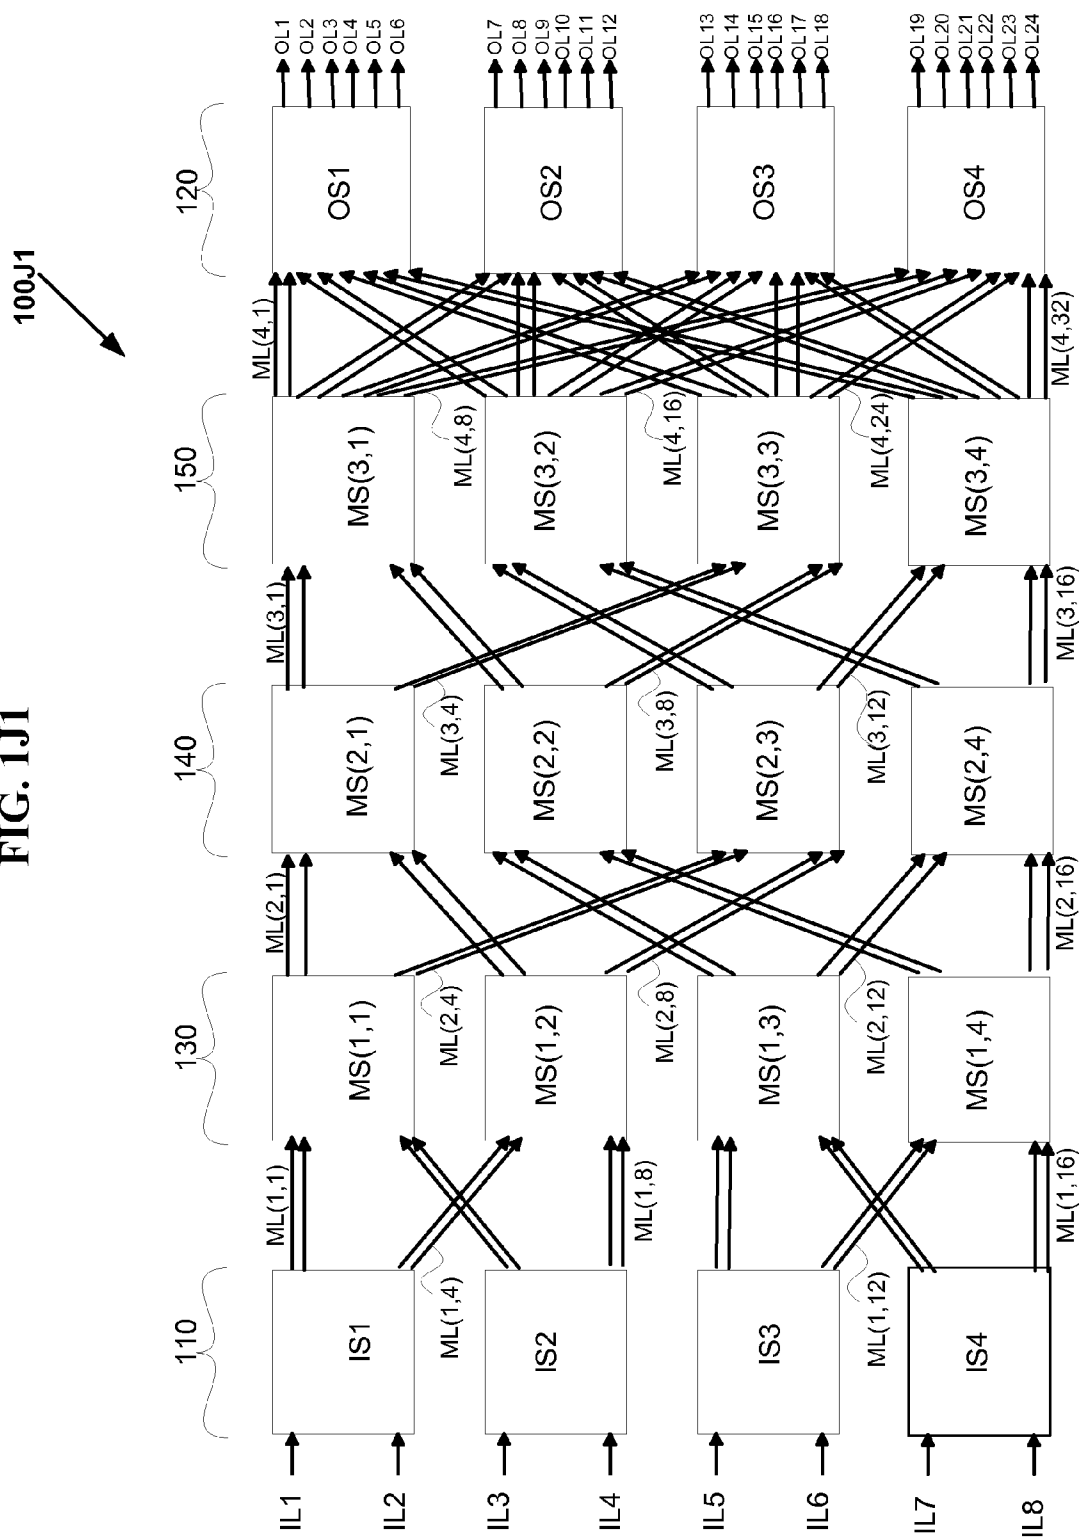 FIG. 1J1
100J1
110
130
140
150
120
IL1
IL2
IL3
IL4
IL5
IL6
IL7
IL8
IS1
IS2
IS3
IS4
ML(1,1)
ML(1,4)
ML(1,8)
ML(1,12)
ML(1,16)
MS(1,1)
MS(1,2)
MS(1,3)
MS(1,4)
ML(2,1)
ML(2,4)
ML(2,8)
ML(2,12)
ML(2,16)
MS(2,1)
MS(2,2)
MS(2,3)
MS(2,4)
ML(3,1)
ML(3,4)
ML(3,8)
ML(3,12)
ML(3,16)
MS(3,1)
MS(3,2)
MS(3,3)
MS(3,4)
ML(4,1)
ML(4,8)
ML(4,16)
ML(4,24)
ML(4,32)
OS1
OS2
OS3
OS4
OL1
OL2
OL3
OL4
OL5
OL6
OL7
OL8
OL9
OL10
OL11
OL12
OL13
OL14
OL15
OL16
OL17
OL18
OL19
OL20
OL21
OL22
OL23
OL24